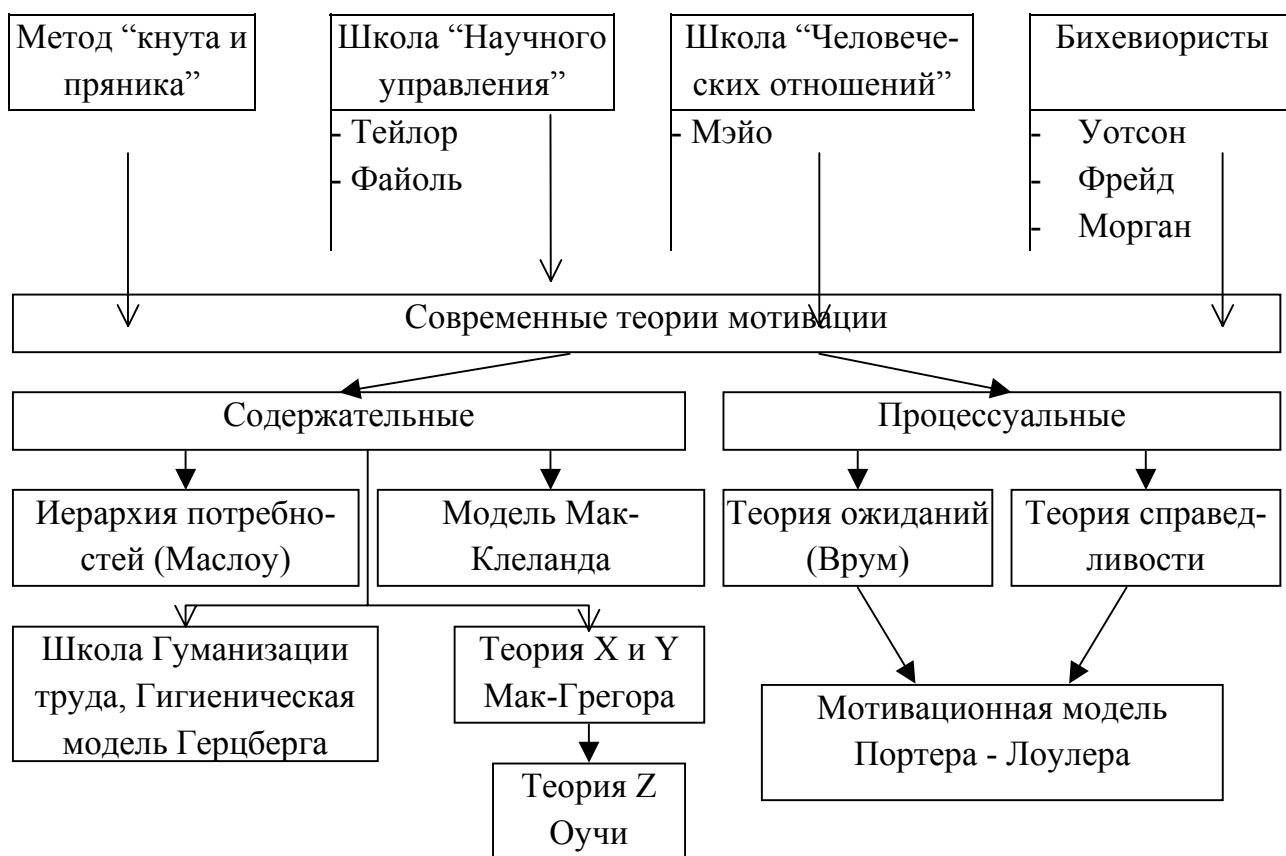 Метод “кнута и
пряника”
Школа “Научного
управления”
- Тейлор
- Файоль
Школа “Человече-
ских отношений”
- Мэйо
Бихевиористы
- Уотсон
- Фрейд
- Морган
Современные теории мотивации
Содержательные
Процессуальные
Иерархия потребно-
стей (Маслоу)
Модель Мак-
Клеланда
Теория ожиданий
(Врум)
Теория справед-
ливости
Школа Гуманизации
труда, Гигиеническая
модель Герцберга
Теория X и Y
Мак-Грегора
Мотивационная модель
Портера - Лоулера
Теория Z
Оучи